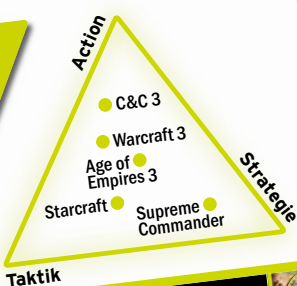 Action
C&C 3
Warcraft 3
Age of
Empires 3
Starcraft
Supreme
Commander
Strategie
Taktik